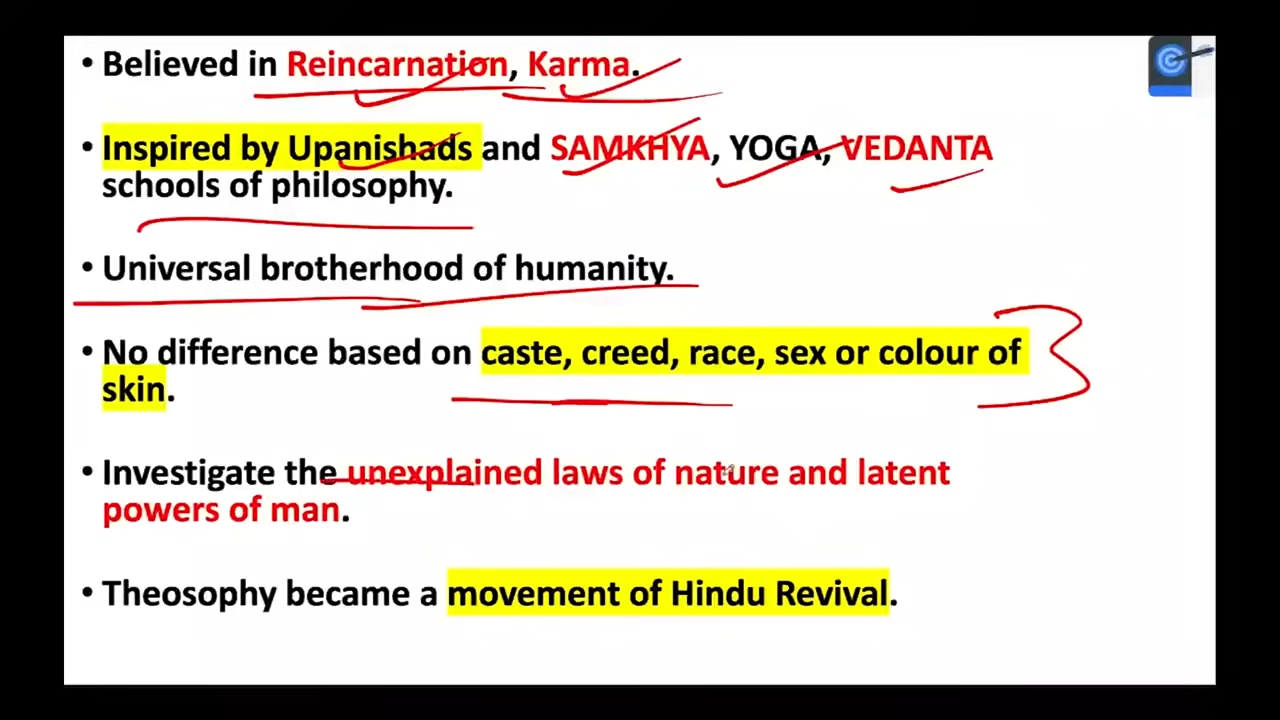 • Believed in Reincarnation, Karma.
• Inspired by Upanishads and SAMKHYA, YOGA, VEDANTA
schools of philosophy.
• Universal brotherhood of humanity.
• No difference based on caste, creed, race, sex or colour of
skin.
• Investigate the unexplained laws of nature and latent
powers of man.
• Theosophy became a movement of Hindu Revival.